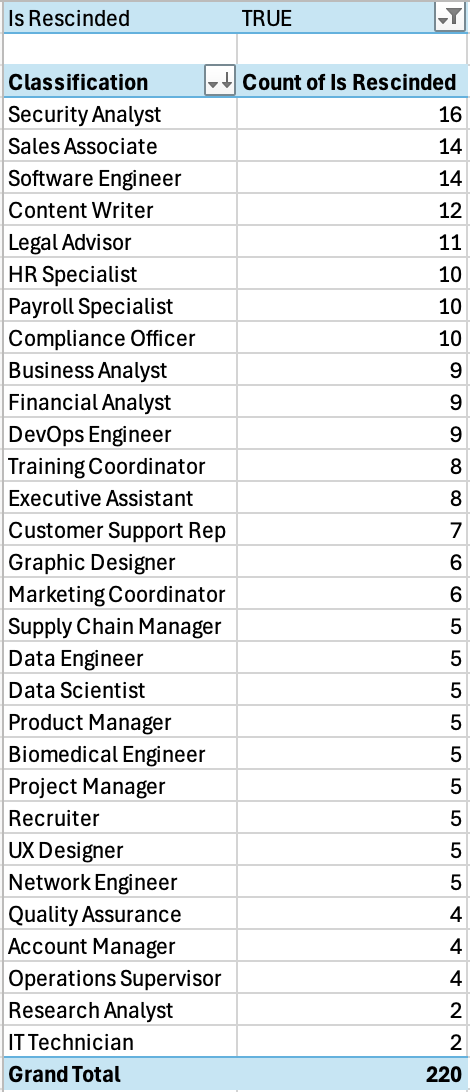 Is Rescinded TRUE
Classification Count of Is Rescinded
Security Analyst 16
Sales Associate 14
Software Engineer 14
Content Writer 12
Legal Advisor 11
HR Specialist 10
Payroll Specialist 10
Compliance Officer 10
Business Analyst 9
Financial Analyst 9
DevOps Engineer 9
Training Coordinator 8
Executive Assistant 8
Customer Support Rep 7
Graphic Designer 6
Marketing Coordinator 6
Supply Chain Manager 5
Data Engineer 5
Data Scientist 5
Product Manager 5
Biomedical Engineer 5
Project Manager 5
Recruiter 5
UX Designer 5
Network Engineer 5
Quality Assurance 4
Account Manager 4
Operations Supervisor 4
Research Analyst 2
IT Technician 2
Grand Total 220